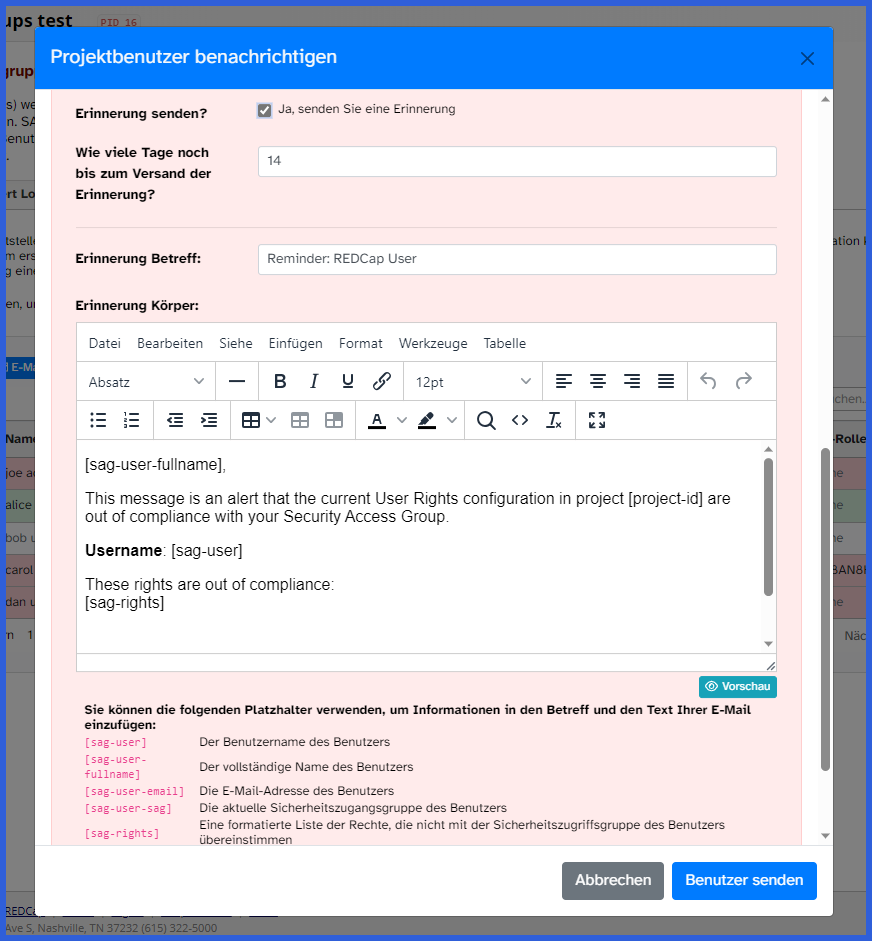 ups test PID 16
Projektbenutzer benachrichtigen
Erinnerung senden?
Ja, senden Sie eine Erinnerung
Wie viele Tage noch
bis zum Versand der
Erinnerung?
14
Erinnerung Betreff:
Reminder: REDCap User
Erinnerung Körper:
Datei Bearbeiten Siehe Einfügen Format Werkzeuge Tabelle
Absatz
12pt
[sag-user-fullname],
This message is an alert that the current User Rights configuration in project [project-id] are
out of compliance with your Security Access Group.
Username: [sag-user]
These rights are out of compliance:
[sag-rights]
Vorschau
Sie können die folgenden Platzhalter verwenden, um Informationen in den Betreff und den Text Ihrer E-Mail
einzufügen:
[sag-user] Der Benutzername des Benutzers
[sag-user-
fullname] Der vollständige Name des Benutzers
[sag-user-email] Die E-Mail-Adresse des Benutzers
[sag-user-sag] Die aktuelle Sicherheitszugangsgruppe des Benutzers
[sag-rights] Eine formatierte Liste der Rechte, die nicht mit der Sicherheitszugriffsgruppe des Benutzers
übereinstimmen
Abbrechen
Benutzer senden
Name
-Rolle
joe
alice
bob
carol
dan
Ave S, Nashville, TN 37232 (615) 322-5000